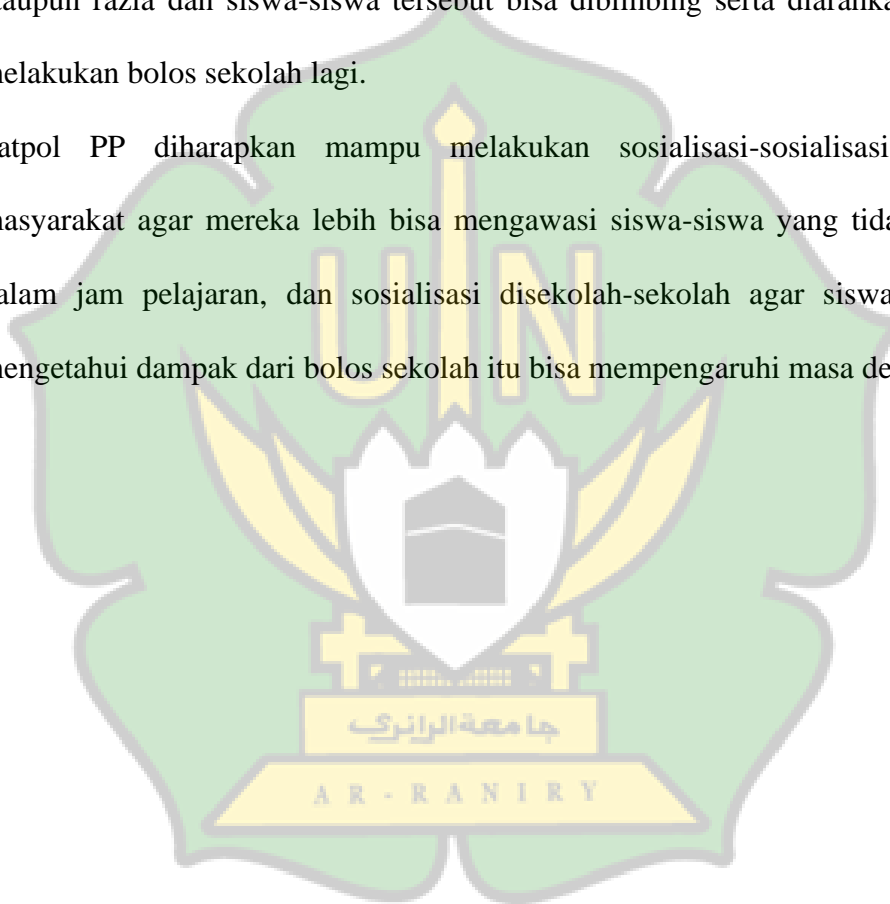 taupun razia dan siswa-siswa tersebut bisa dibimbing serta diarahka
melakukan bolos sekolah lagi.
atpol PP diharapkan mampu melakukan sosialisasi-sosialisasi
masyarakat agar mereka lebih bisa mengawasi siswa-siswa yang tida
alam jam pelajaran, dan sosialisasi disekolah-sekolah agar siswa
mengetahui dampak dari bolos sekolah itu bisa mempengaruhi masa de
UIN
جامعة الرانري
AR-RANIRY